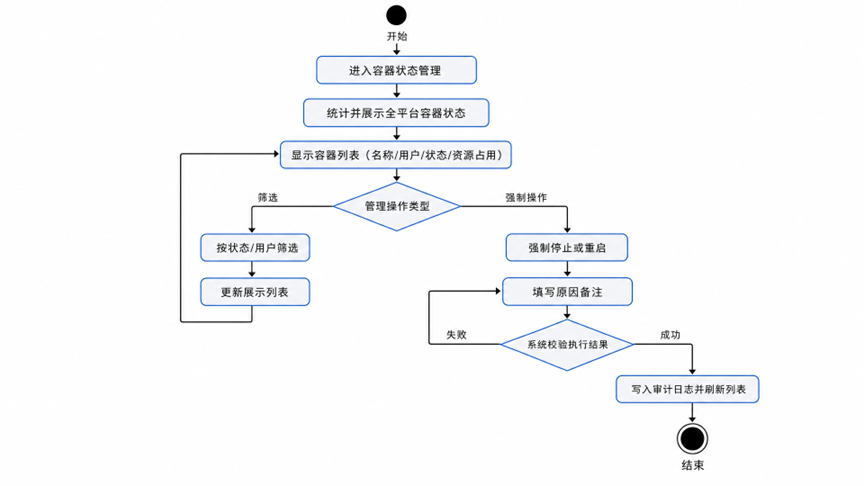 开始
进入容器状态管理
统计并展示全平台容器状态
显示容器列表（名称/用户/状态/资源占用）
管理操作类型
筛选
强制操作
按状态/用户筛选
更新展示列表
强制停止或重启
填写原因备注
系统校验执行结果
失败
成功
写入审计日志并刷新列表
结束